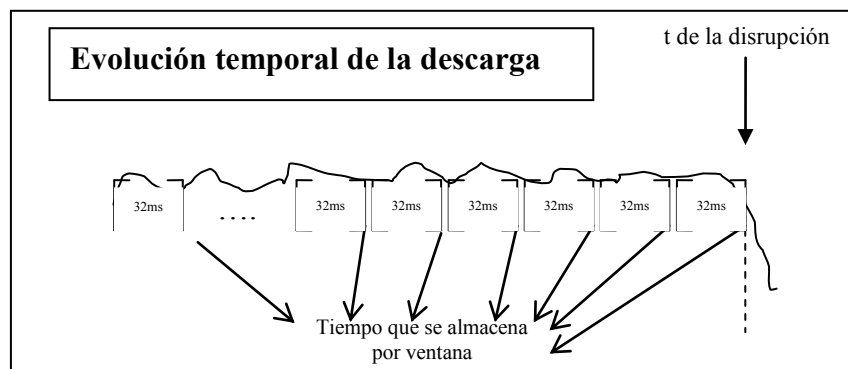 t de la disrupción
Evolución temporal de la descarga
32ms .... 32ms 32ms 32ms 32ms 32ms 32ms
Tiempo que se almacena
por ventana